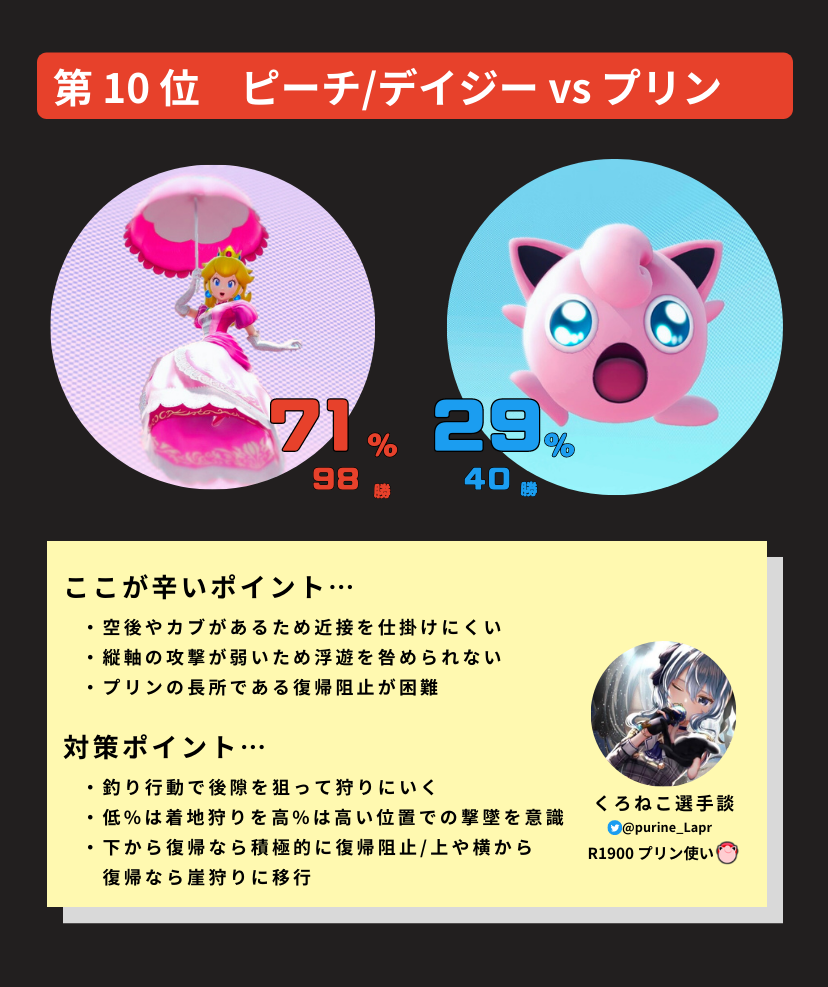 第10位 ピーチ/デイジー vs プリン
71% 29%
98勝 40勝
ここが辛いポイント…
・空後やカブがあるため近接を仕掛けにくい
・縦軸の攻撃が弱いため浮遊を咎められない
・プリンの長所である復帰阻止が困難
対策ポイント…
・釣り行動で後隙を狙って狩りにいく
・低%は着地狩りを高%は高い位置での撃墜を意識
・下から復帰なら積極的に復帰阻止/上や横から
復帰なら崖狩りに移行
くろねこ選手談
@purine_Lapr
R1900 プリン使い